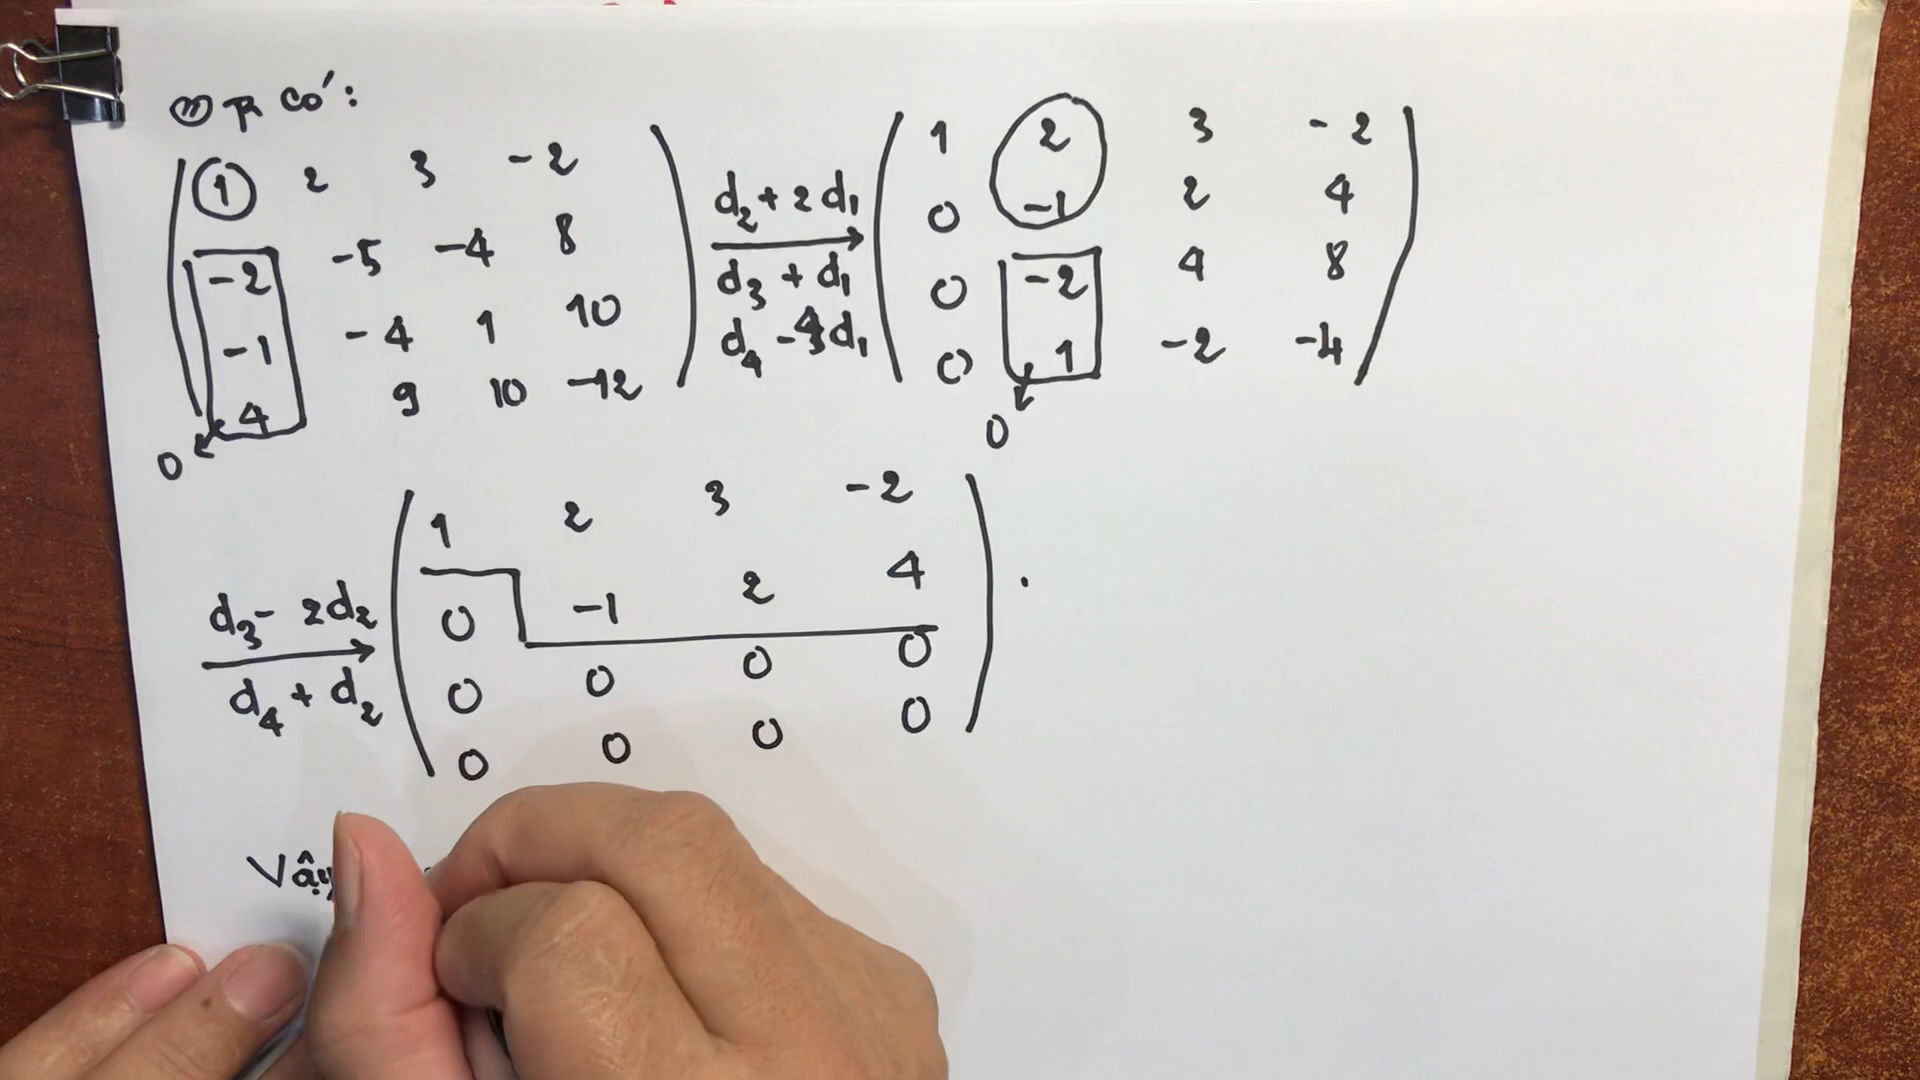 Ta có:
1 2 3 -2
-2 -5 -4 8
-1 -4 1 10
4 9 10 -12
0
d2 + 2d1
d3 + d1
d4 - 4d1
1 2 3 -2
0 -1 2 4
0 -2 4 8
0 1 -2 -4
0
d3 - 2d2
d4 + d2
1 2 3 -2
0 -1 2 4
0 0 0 0
0 0 0 0
.
Vậy